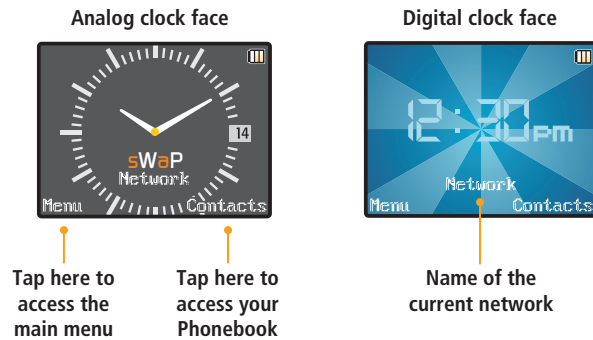 Analog clock face
Digital clock face
14
sWaP
Network
Menu
Contacts
12:30pm
Network
Menu
Contacts
Tap here to
access the
main menu
Tap here to
access your
Phonebook
Name of the
current network